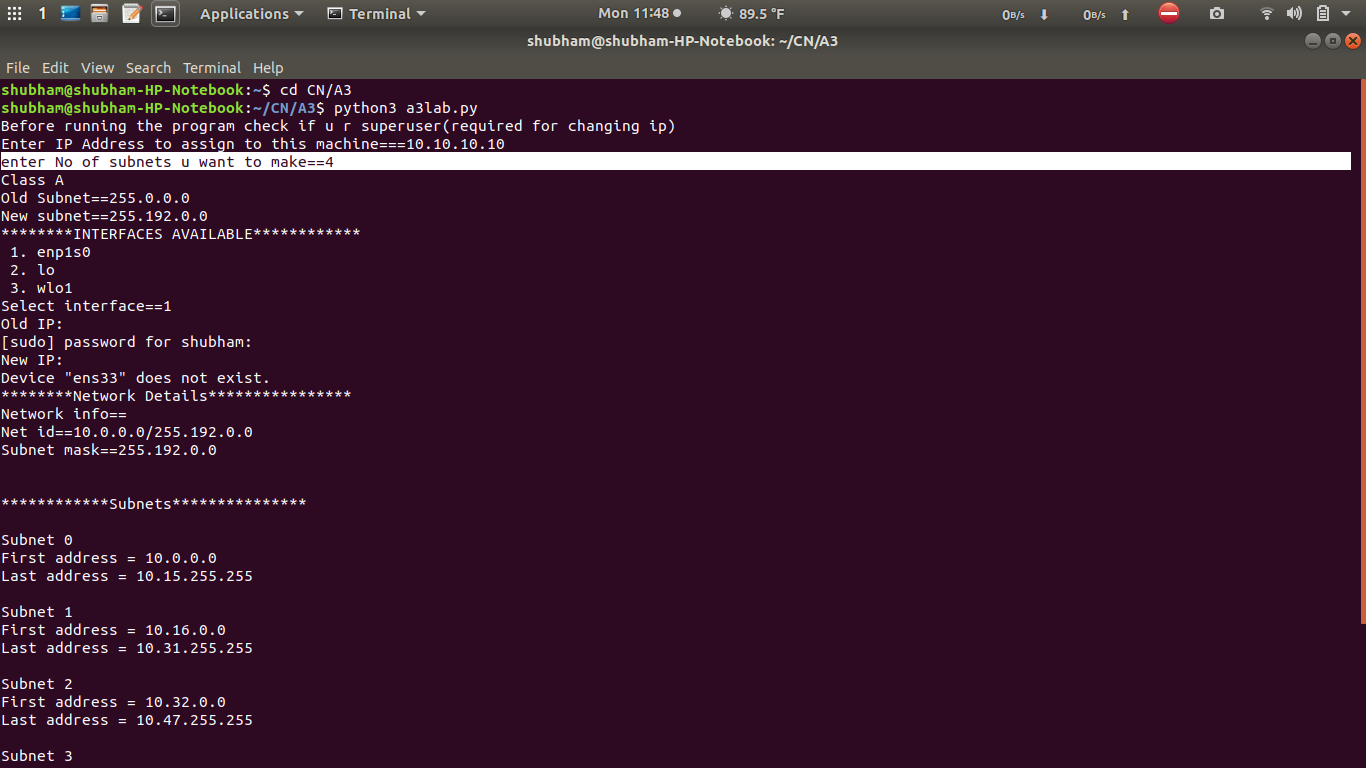 1 Applications Terminal Mon 11:48 89.5 °F 0B/s 0B/s
shubham@shubham-HP-Notebook: ~/CN/A3
File Edit View Search Terminal Help
shubham@shubham-HP-Notebook:~$ cd CN/A3
shubham@shubham-HP-Notebook:~/CN/A3$ python3 a3lab.py
Before running the program check if u r superuser(required for changing ip)
Enter IP Address to assign to this machine===10.10.10.10
enter No of subnets u want to make==4
Class A
Old Subnet==255.0.0.0
New subnet==255.192.0.0
********INTERFACES AVAILABLE************
1. enp1s0
2. lo
3. wlo1
Select interface==1
Old IP:
[sudo] password for shubham:
New IP:
Device "ens33" does not exist.
********Network Details****************
Network info==
Net id==10.0.0.0/255.192.0.0
Subnet mask==255.192.0.0
************Subnets***************
Subnet 0
First address = 10.0.0.0
Last address = 10.15.255.255
Subnet 1
First address = 10.16.0.0
Last address = 10.31.255.255
Subnet 2
First address = 10.32.0.0
Last address = 10.47.255.255
Subnet 3